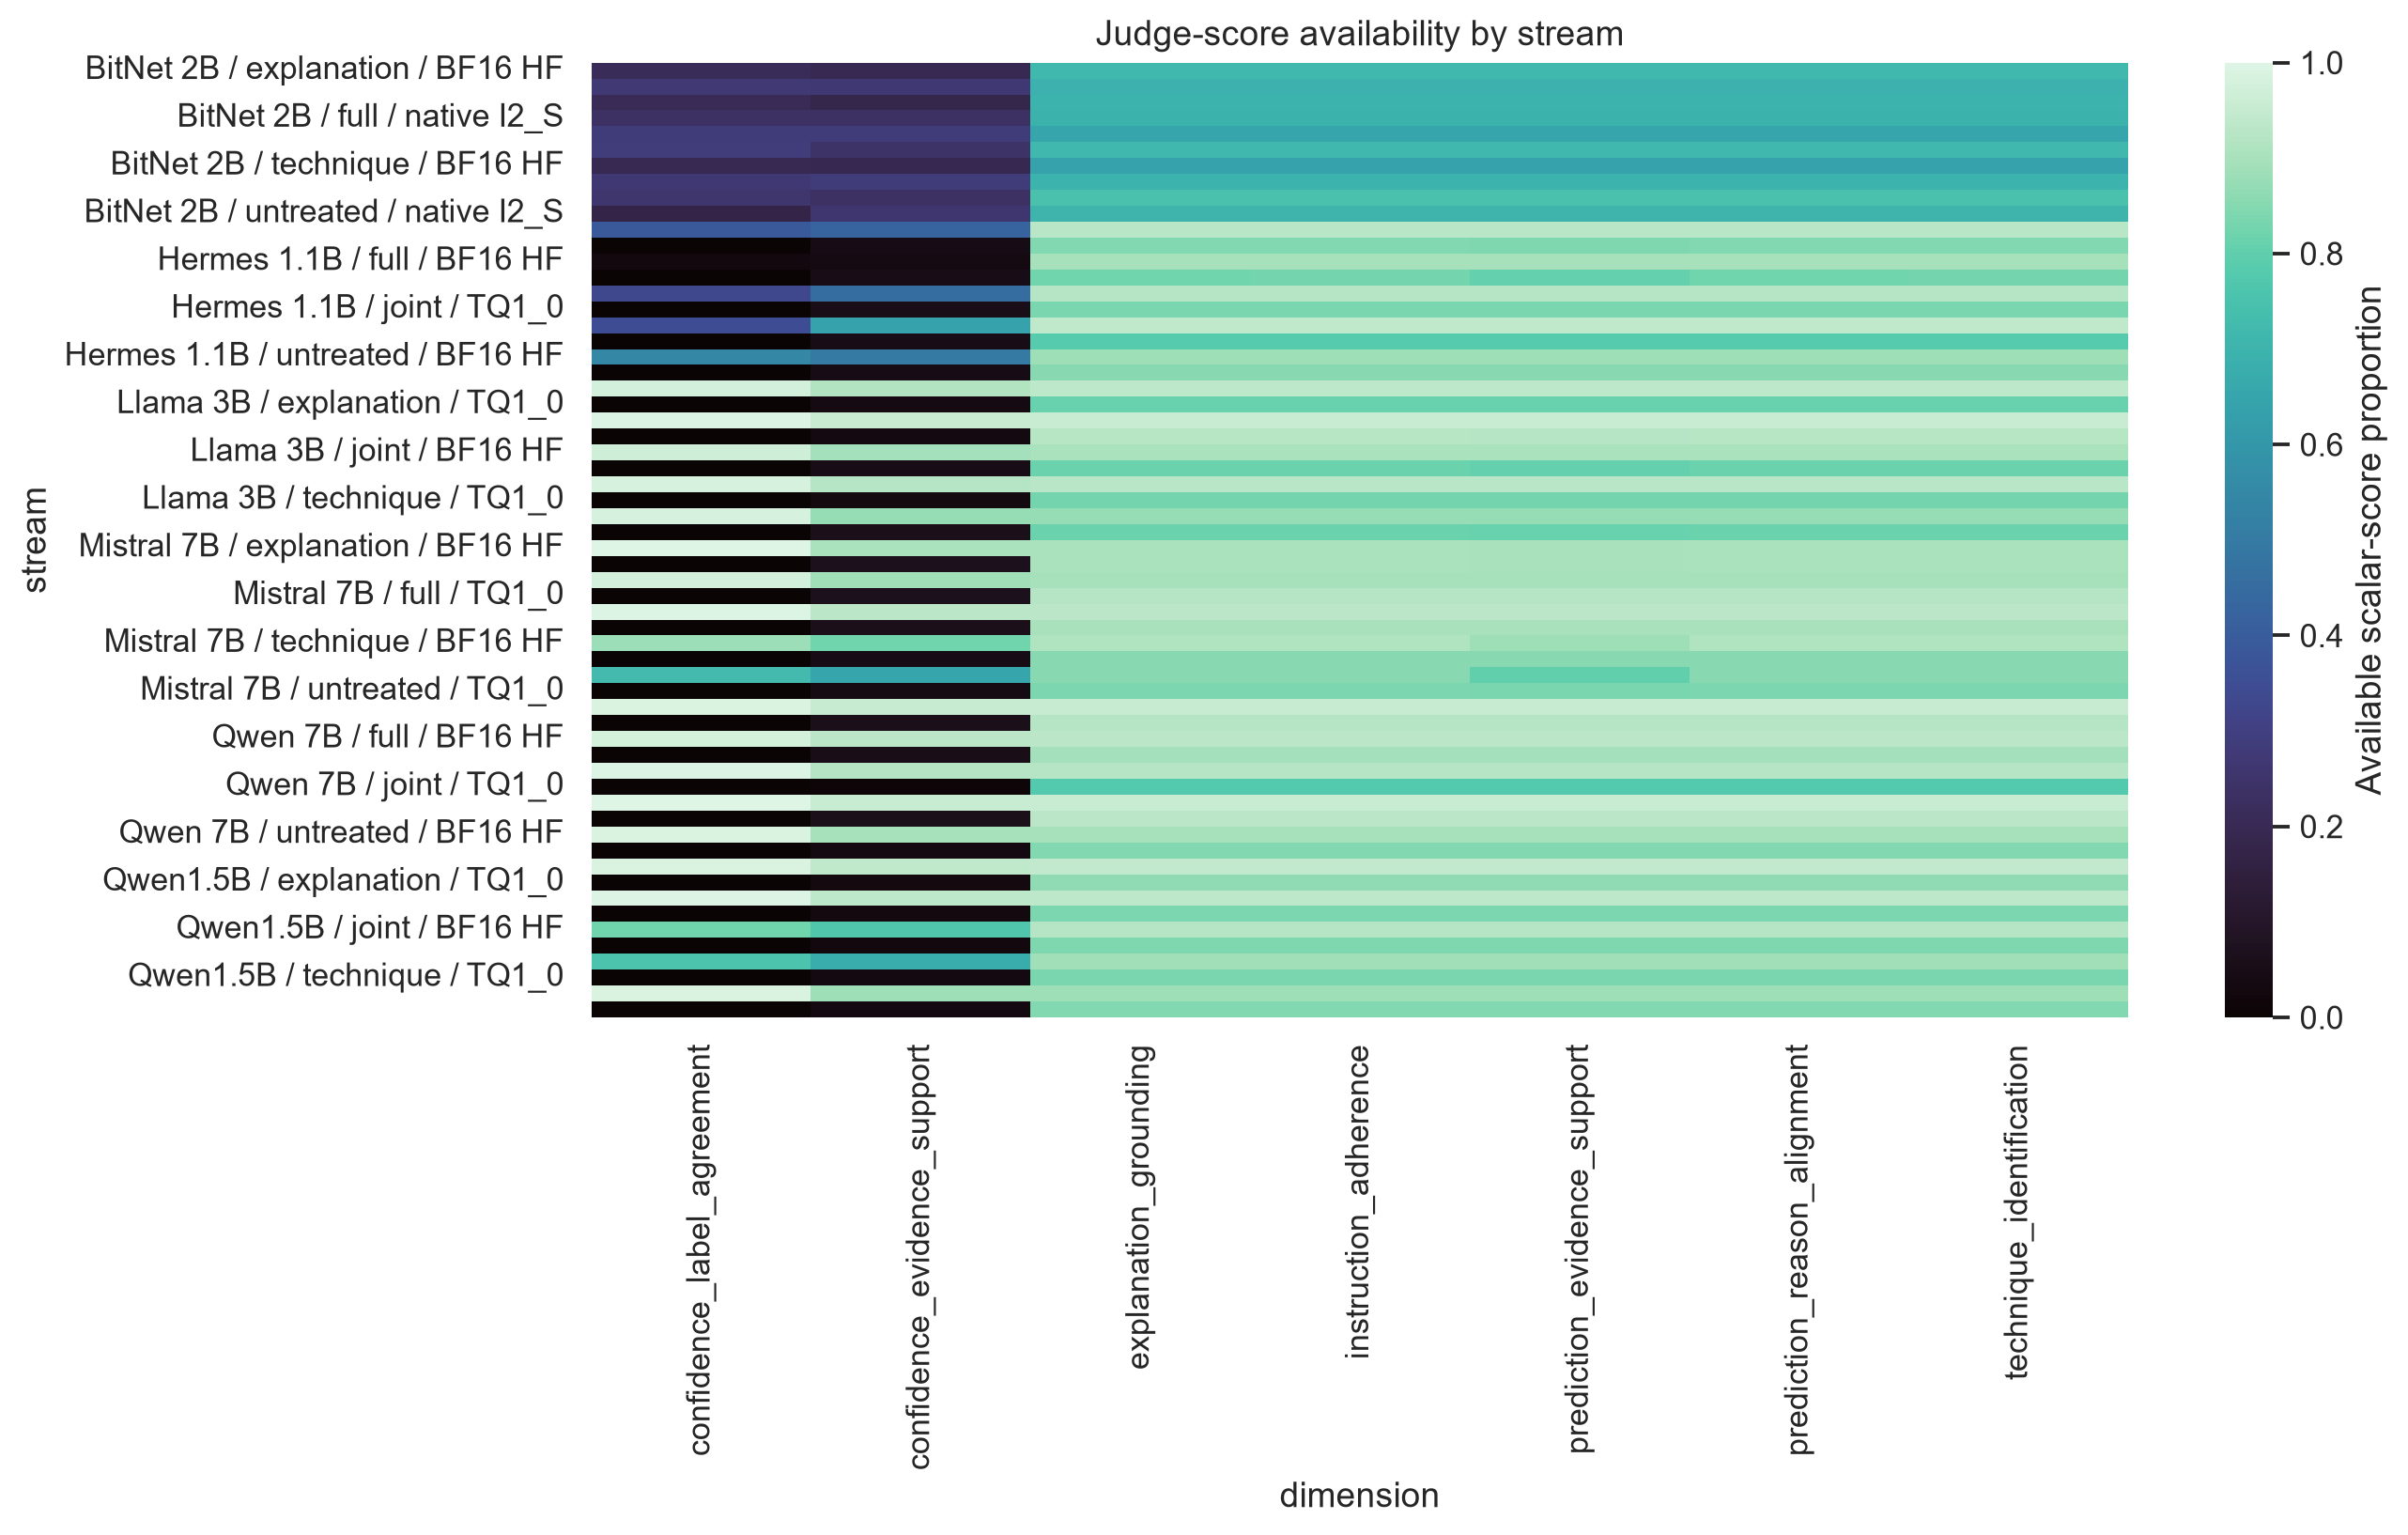 Judge-score availability by stream
BitNet 2B / explanation / BF16 HF
BitNet 2B / full / native I2_S
BitNet 2B / technique / BF16 HF
BitNet 2B / untreated / native I2_S
Hermes 1.1B / full / BF16 HF
Hermes 1.1B / joint / TQ1_0
Hermes 1.1B / untreated / BF16 HF
Llama 3B / explanation / TQ1_0
Llama 3B / joint / BF16 HF
Llama 3B / technique / TQ1_0
Mistral 7B / explanation / BF16 HF
Mistral 7B / full / TQ1_0
Mistral 7B / technique / BF16 HF
Mistral 7B / untreated / TQ1_0
Qwen 7B / full / BF16 HF
Qwen 7B / joint / TQ1_0
Qwen 7B / untreated / BF16 HF
Qwen1.5B / explanation / TQ1_0
Qwen1.5B / joint / BF16 HF
Qwen1.5B / technique / TQ1_0
stream
confidence_label_agreement
confidence_evidence_support
explanation_grounding
instruction_adherence
prediction_evidence_support
prediction_reason_alignment
technique_identification
dimension
1.0
0.8
0.6
0.4
0.2
0.0
Available scalar-score proportion